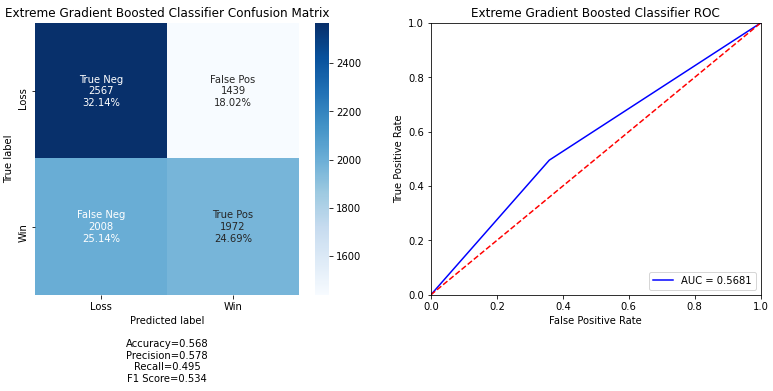 Extreme Gradient Boosted Classifier Confusion Matrix
True label
Loss
Win
True Neg
2567
32.14%
False Pos
1439
18.02%
False Neg
2008
25.14%
True Pos
1972
24.69%
Loss
Win
Predicted label
2400
2200
2000
1800
1600
Accuracy=0.568
Precision=0.578
Recall=0.495
F1 Score=0.534
Extreme Gradient Boosted Classifier ROC
True Positive Rate
1.0
0.8
0.6
0.4
0.2
0.0
AUC = 0.5681
0.0
0.2
0.4
0.6
0.8
1.0
False Positive Rate